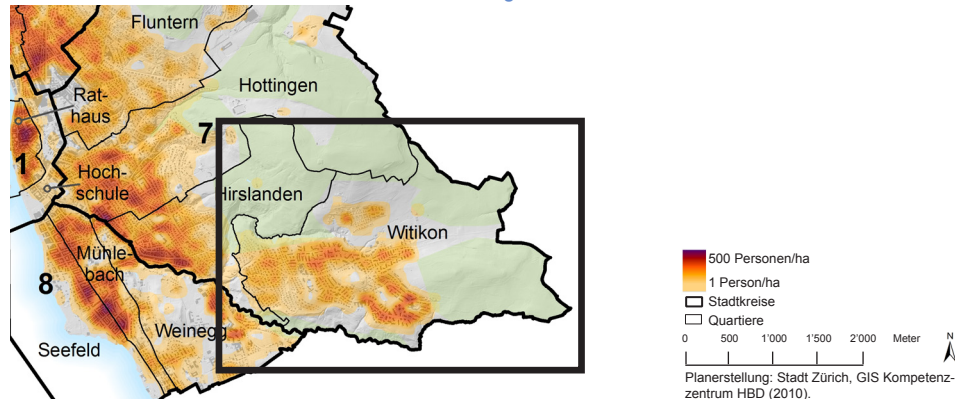 Fluntern
Hottingen
Rat-
haus
7
1
Hoch-
schule
Hirslanden
Witikon
Mühle-
bach
8
Weinegg
Seefeld
500 Personen/ha
1 Person/ha
Stadtkreise
Quartiere
0 500 1'000 1'500 2'000 Meter
N
Planerstellung: Stadt Zürich, GIS Kompetenz-
zentrum HBD (2010).